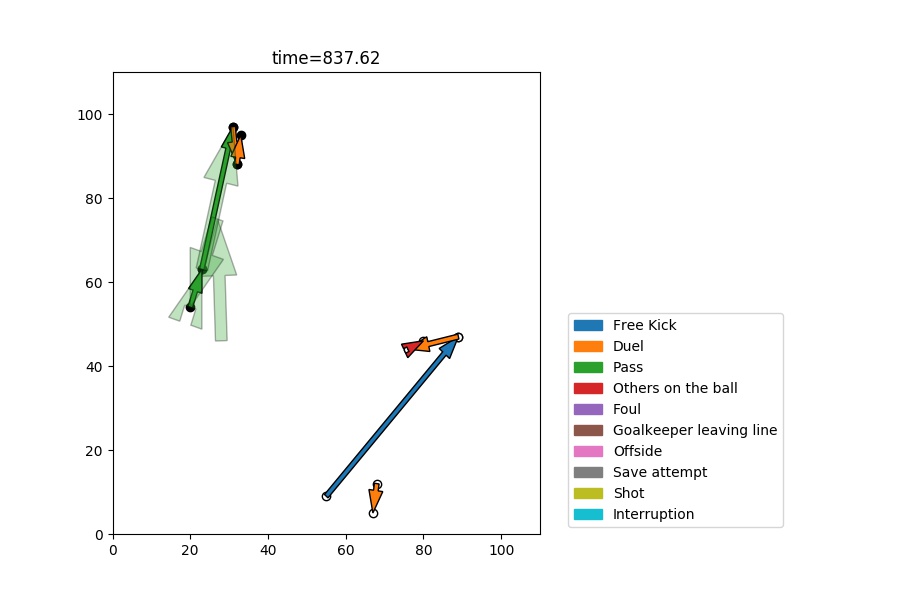 time=837.62
100
80
60
40
20
0
0 20 40 60 80 100
Free Kick
Duel
Pass
Others on the ball
Foul
Goalkeeper leaving line
Offside
Save attempt
Shot
Interruption